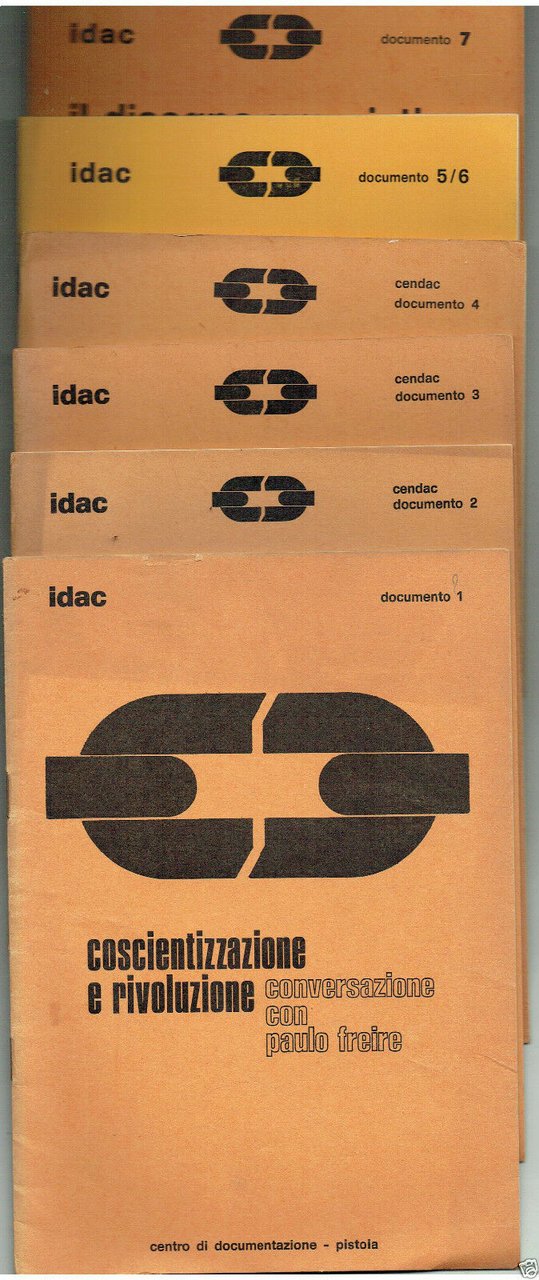 idac
documento 7
idac
documento 5/6
idac
cendac
documento 4
idac
cendac
documento 3
idac
cendac
documento 2
idac
documento 1
coscientizzazione
e rivoluzione
conversazione
con
paulo freire
centro di documentazione - pistoia